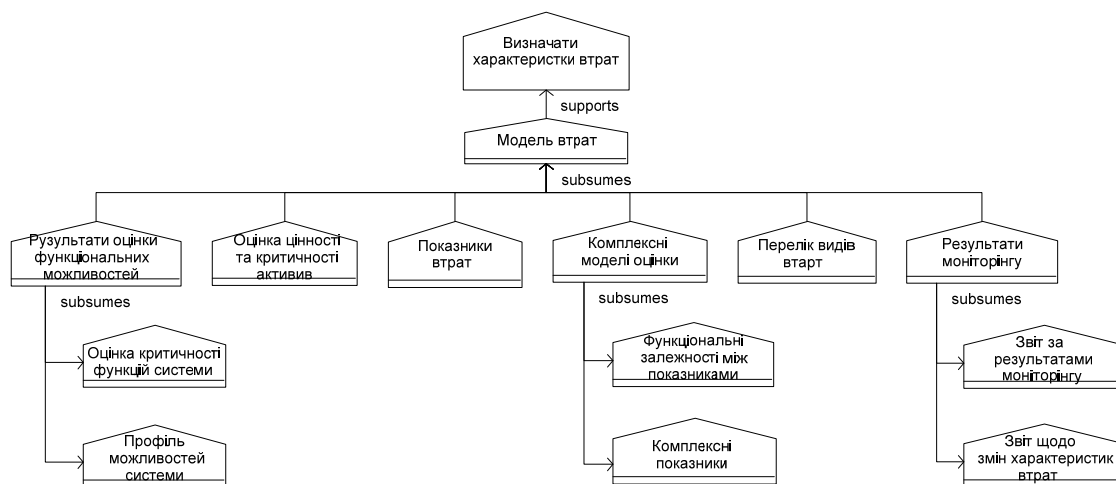 Визначати
характеристки втрат
supports
Модель втрат
subsumes
Рузультати оцінки
функціональних
можливостей
Оцінка цінності
та критичності
активив
Показники
втрат
Комплексні
моделі оцінки
Перелік видів
втарт
Результати
моніторінгу
subsumes
subsumes
subsumes
Оцінка критичності
функцій системи
Функціональні
залежності між
показниками
Звіт за
результатами
моніторінгу
Профіль
можливостей
системи
Комплексні
показники
Звіт щодо
змін характеристик
втрат